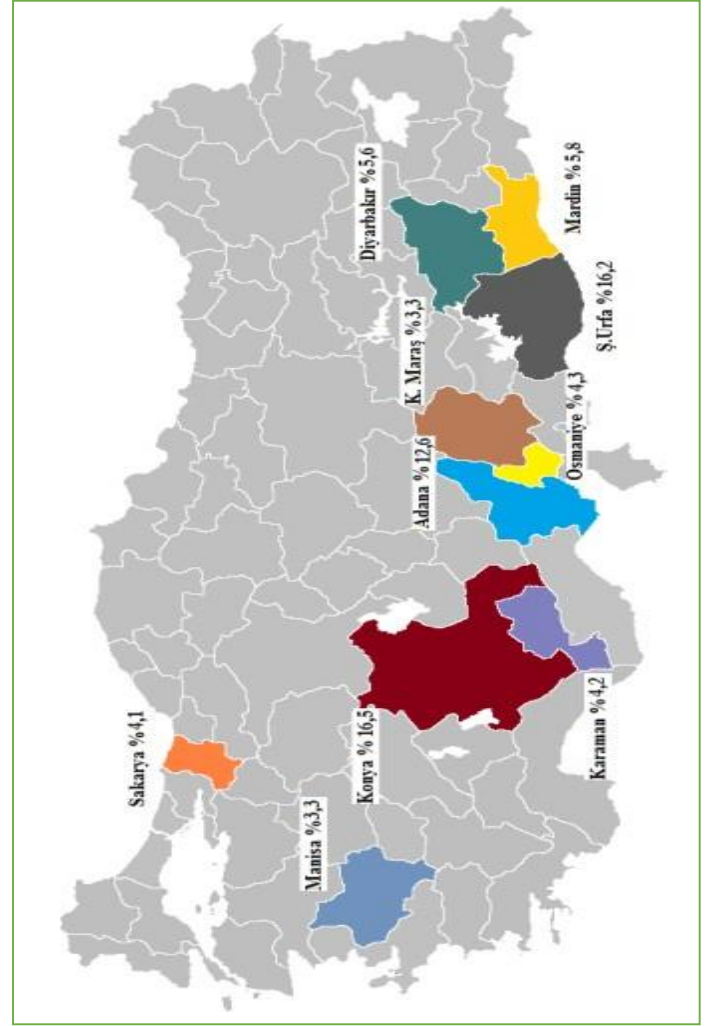 Sakarya %4,1
Manisa %3,3
Konya %16,5
Diyarbakır %5,6
K. Maraş %3,3
Adana %12,6
Osmaniye %4,3
Mardin %5,8
Karaman %4,2
Ş.Urfa %16,2